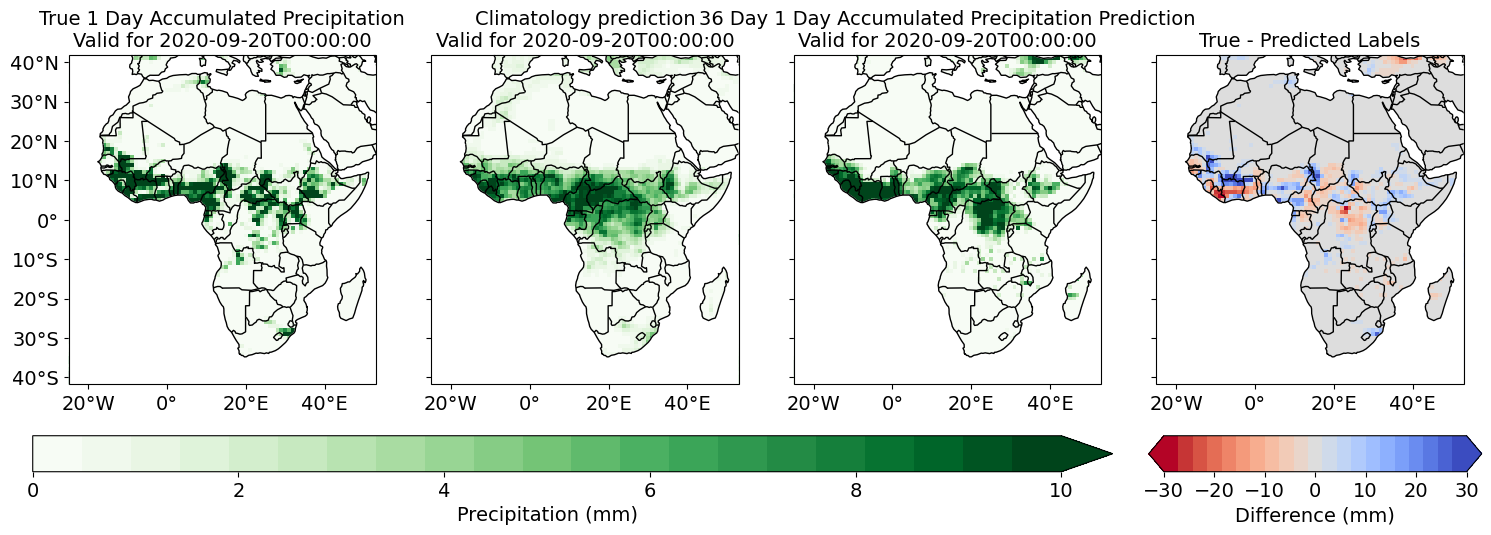 True 1 Day Accumulated Precipitation
Valid for 2020-09-20T00:00:00
Climatology prediction
Valid for 2020-09-20T00:00:00
36 Day 1 Day Accumulated Precipitation Prediction
Valid for 2020-09-20T00:00:00
True - Predicted Labels
40°N
30°N
20°N
10°N
0°
10°S
20°S
30°S
40°S
20°W 0° 20°E 40°E
20°W 0° 20°E 40°E
20°W 0° 20°E 40°E
20°W 0° 20°E 40°E
0 2 4 6 8 10
Precipitation (mm)
−30 −20 −10 0 10 20 30
Difference (mm)